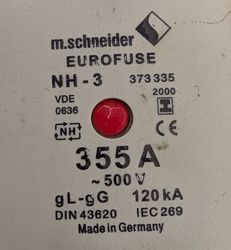 m.schneider
EUROFUSE
NH-3 373 335
VDE 2000
0636
NH CE
355 A
~500 V
gL-gG 120 kA
DIN 43620 IEC 269
Made in Germany